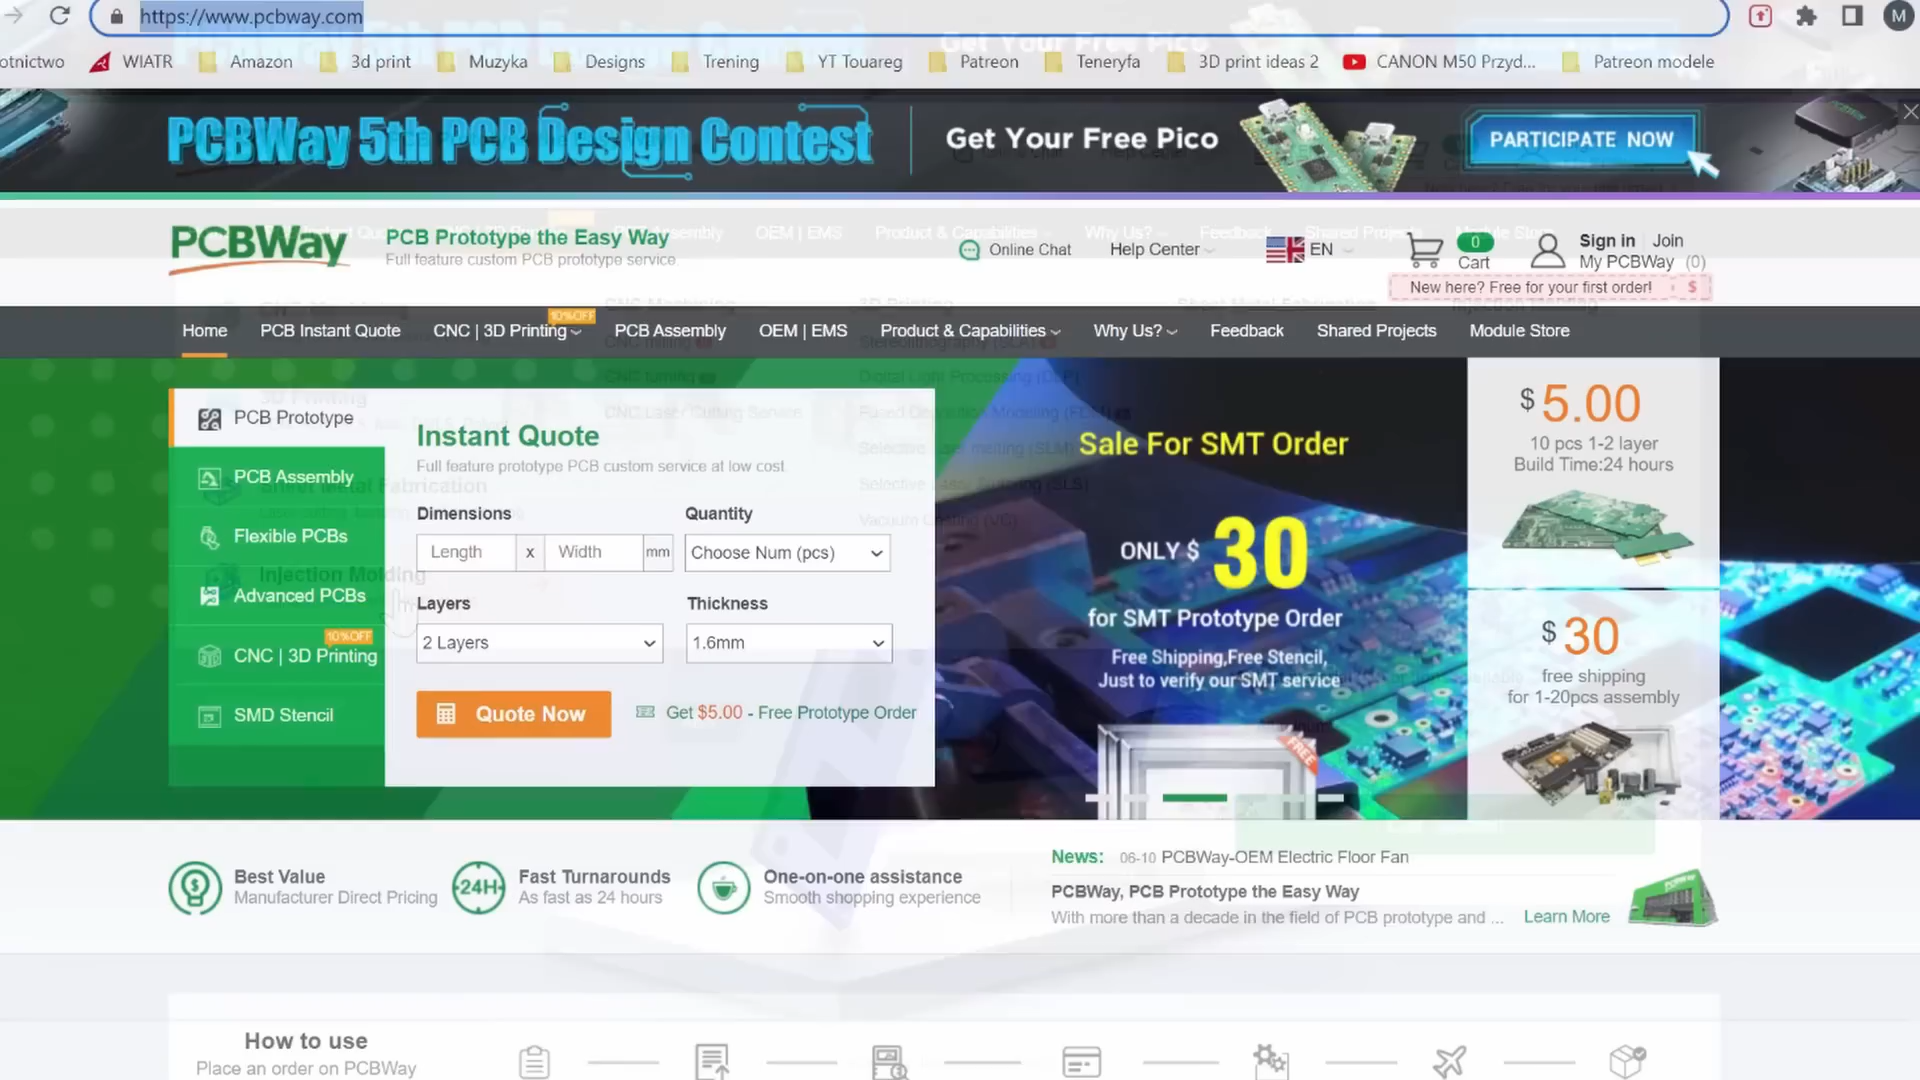 https://www.pcbway.com
M
otnictwo
WIATR
Amazon
3d print
Muzyka
Designs
Trening
YT Touareg
Patreon
Teneryfa
3D print ideas 2
CANON M50 Przyd...
Patreon modele
PCBWay 5th PCB Design Contest
Get Your Free Pico
PARTICIPATE NOW
PCBWay
PCB Prototype the Easy Way
Full feature custom PCB prototype service
Online Chat
Help Center
EN
0
Cart
Sign in
Join
My PCBWay (0)
New here? Free for your first order!
$
10%OFF
Home
PCB Instant Quote
CNC | 3D Printing
PCB Assembly
OEM | EMS
Product & Capabilities
Why Us?
Feedback
Shared Projects
Module Store
PCB Prototype
PCB Assembly
Flexible PCBs
Injection Molding
Advanced PCBs
10%OFF
CNC | 3D Printing
SMD Stencil
Instant Quote
Full feature prototype PCB custom service at low cost
Dimensions
Quantity
Length
x
Width
mm
Choose Num (pcs)
Layers
Thickness
2 Layers
1.6mm
Quote Now
Get $5.00 - Free Prototype Order
Sale For SMT Order
ONLY $ 30
for SMT Prototype Order
Free Shipping,Free Stencil,
Just to verify our SMT service
FREE
$ 5.00
10 pcs 1-2 layer
Build Time:24 hours
$ 30
free shipping
for 1-20pcs assembly
Best Value
Manufacturer Direct Pricing
24H
Fast Turnarounds
As fast as 24 hours
One-on-one assistance
Smooth shopping experience
News: 06-10 PCBWay-OEM Electric Floor Fan
PCBWay, PCB Prototype the Easy Way
With more than a decade in the field of PCB prototype and ...
Learn More
How to use
Place an order on PCBWay